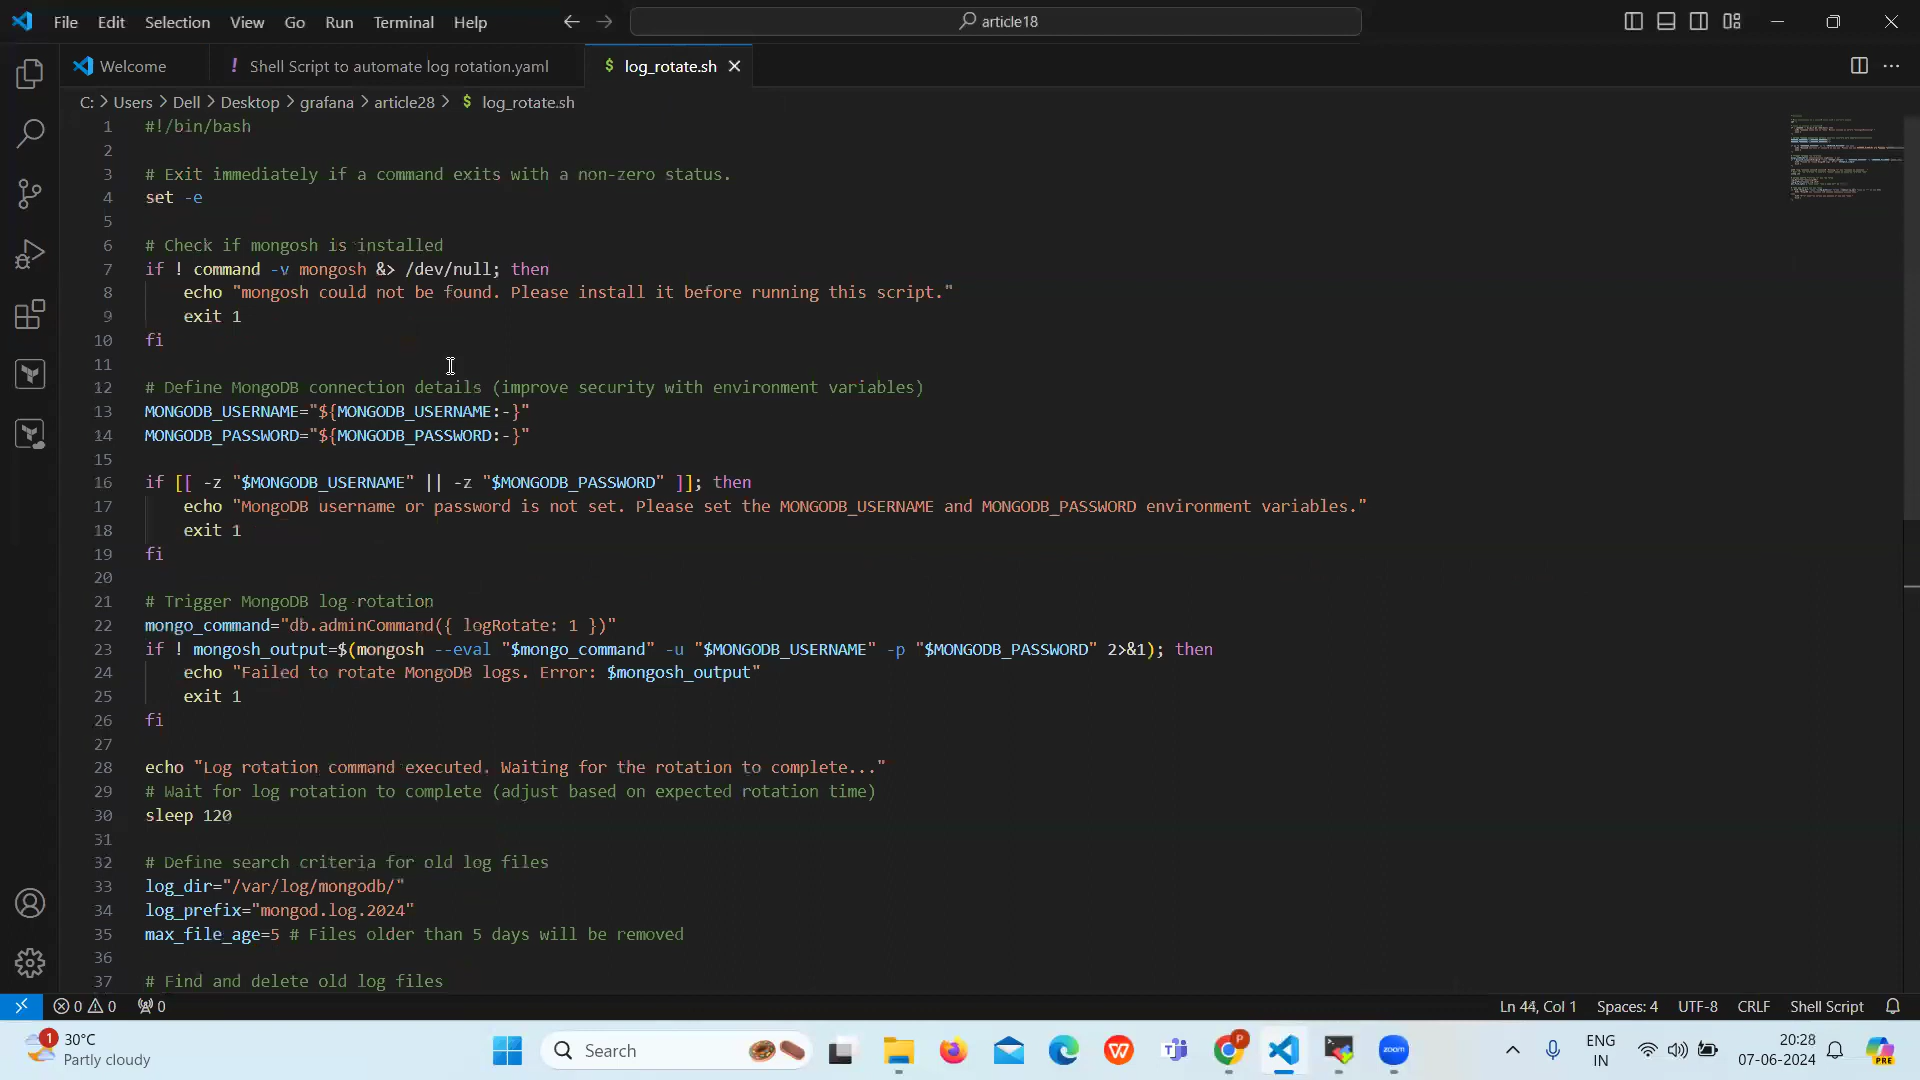 File Edit Selection View Go Run Terminal Help article18
Welcome ! Shell Script to automate log rotation.yaml $ log_rotate.sh
C: > Users > Dell > Desktop > grafana > article28 > $ log_rotate.sh
1 #!/bin/bash
2
3 # Exit immediately if a command exits with a non-zero status.
4 set -e
5
6 # Check if mongosh is installed
7 if ! command -v mongosh &> /dev/null; then
8 echo "mongosh could not be found. Please install it before running this script."
9 exit 1
10 fi
11
12 # Define MongoDB connection details (improve security with environment variables)
13 MONGODB_USERNAME="${MONGODB_USERNAME:-}"
14 MONGODB_PASSWORD="${MONGODB_PASSWORD:-}"
15
16 if [[ -z "$MONGODB_USERNAME" || -z "$MONGODB_PASSWORD" ]]; then
17 echo "MongoDB username or password is not set. Please set the MONGODB_USERNAME and MONGODB_PASSWORD environment variables."
18 exit 1
19 fi
20
21 # Trigger MongoDB log rotation
22 mongo_command="db.adminCommand({ logRotate: 1 })"
23 if ! mongosh_output=$(mongosh --eval "$mongo_command" -u "$MONGODB_USERNAME" -p "$MONGODB_PASSWORD" 2>&1); then
24 echo "Failed to rotate MongoDB logs. Error: $mongosh_output"
25 exit 1
26 fi
27
28 echo "Log rotation command executed. Waiting for the rotation to complete..."
29 # Wait for log rotation to complete (adjust based on expected rotation time)
30 sleep 120
31
32 # Define search criteria for old log files
33 log_dir="/var/log/mongodb/"
34 log_prefix="mongod.log.2024"
35 max_file_age=5 # Files older than 5 days will be removed
36
37 # Find and delete old log files
0 0 0 Ln 44, Col 1 Spaces: 4 UTF-8 CRLF Shell Script
1 30°C Search zoom ENG 20:28
Partly cloudy IN 07-06-2024 PRE